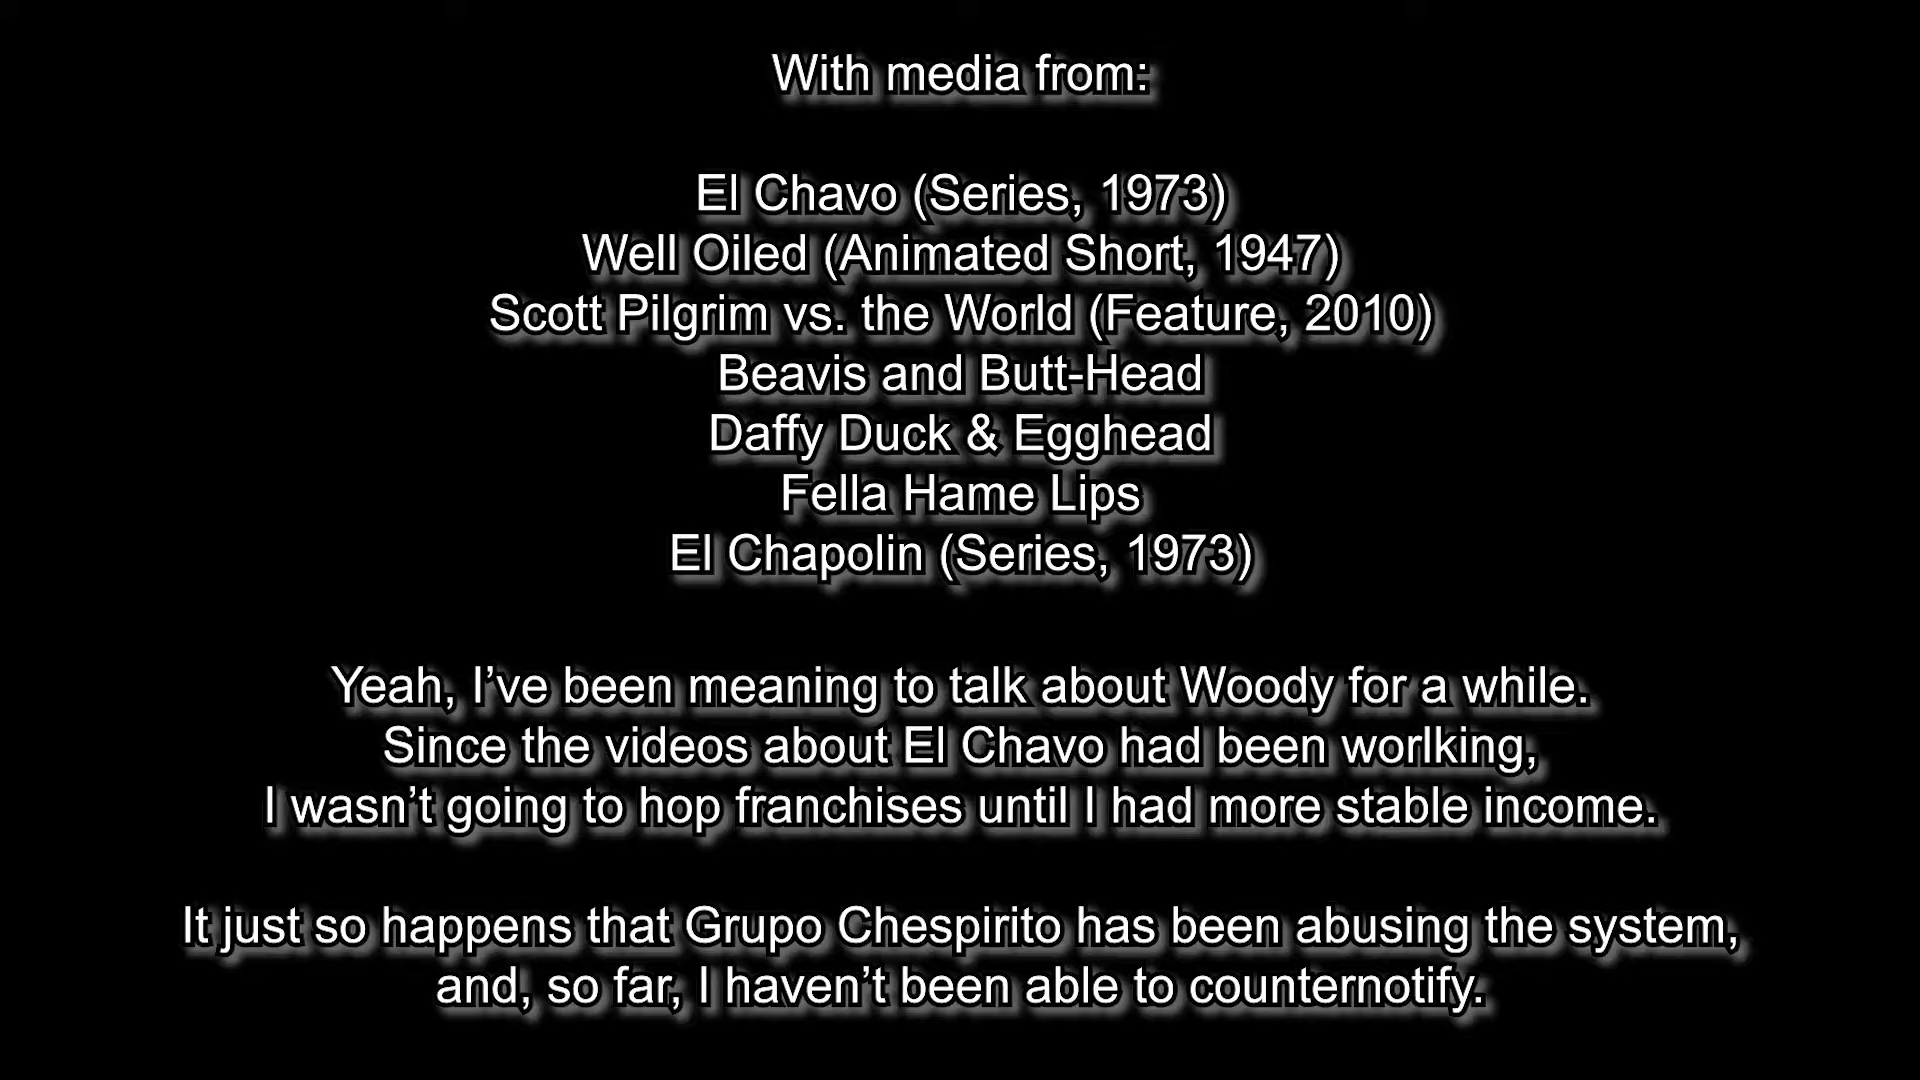 With media from:
El Chavo (Series, 1973)
Well Oiled (Animated Short, 1947)
Scott Pilgrim vs. the World (Feature, 2010)
Beavis and Butt-Head
Daffy Duck & Egghead
Fella Hame Lips
El Chapolin (Series, 1973)
Yeah, I’ve been meaning to talk about Woody for a while.
Since the videos about El Chavo had been worlking,
I wasn’t going to hop franchises until I had more stable income.
It just so happens that Grupo Chespirito has been abusing the system,
and, so far, I haven’t been able to counternotify.